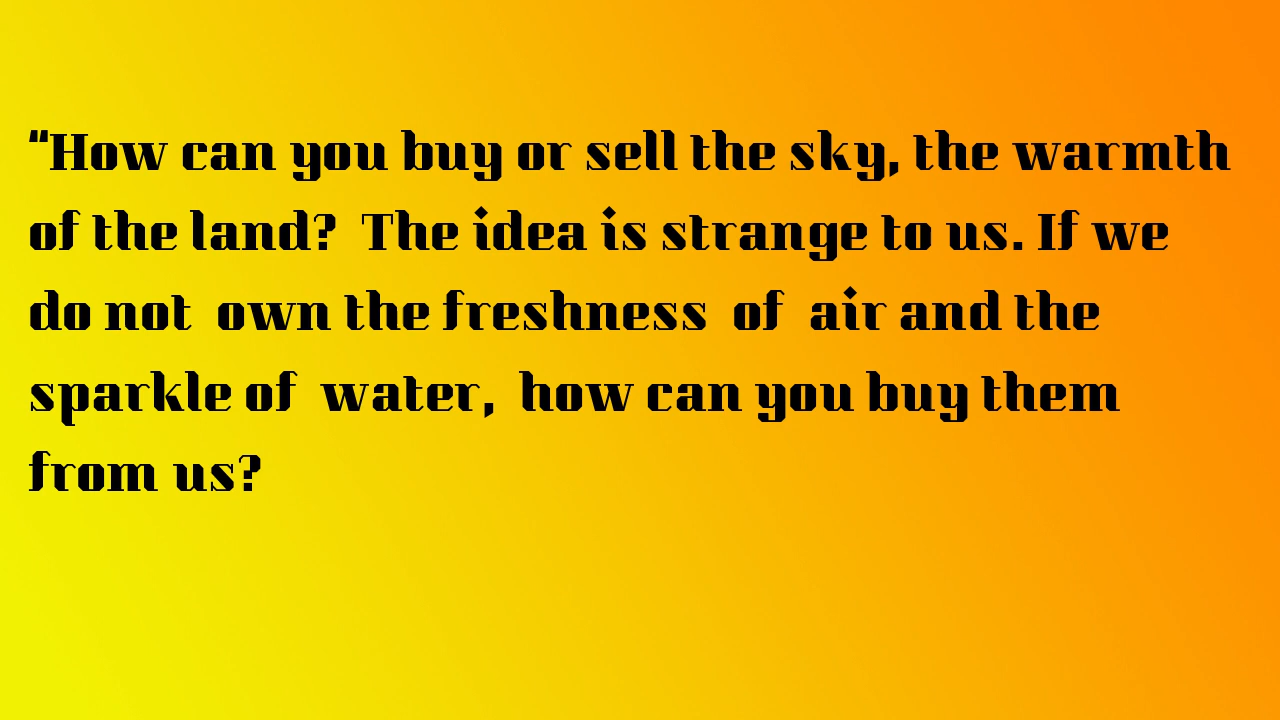 "How can you buy or sell the sky, the warmth
of the land?  The idea is strange to us. If we
do not  own the freshness  of  air and the
sparkle of  water,  how can you buy them
from us?